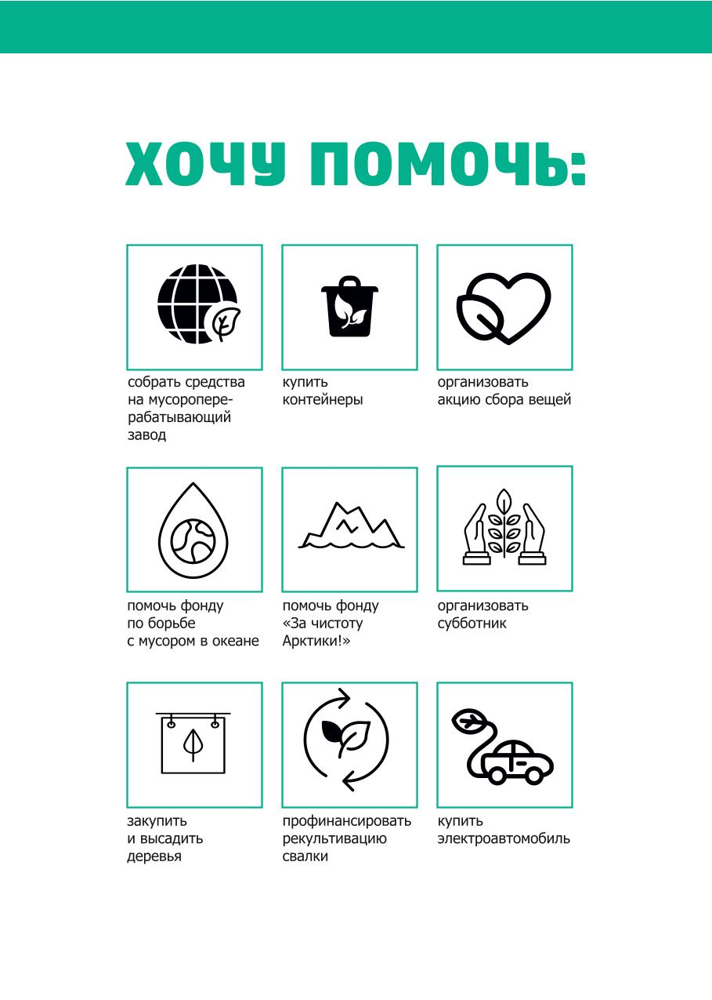 ХОЧУ ПОМОЧЬ:
собрать средства
на мусоропере-
рабатывающий
завод
купить
контейнеры
организовать
акцию сбора вещей
помочь фонду
по борьбе
с мусором в океане
помочь фонду
«За чистоту
Арктики!»
организовать
субботник
закупить
и высадить
деревья
профинансировать
рекультивацию
свалки
купить
электроавтомобиль